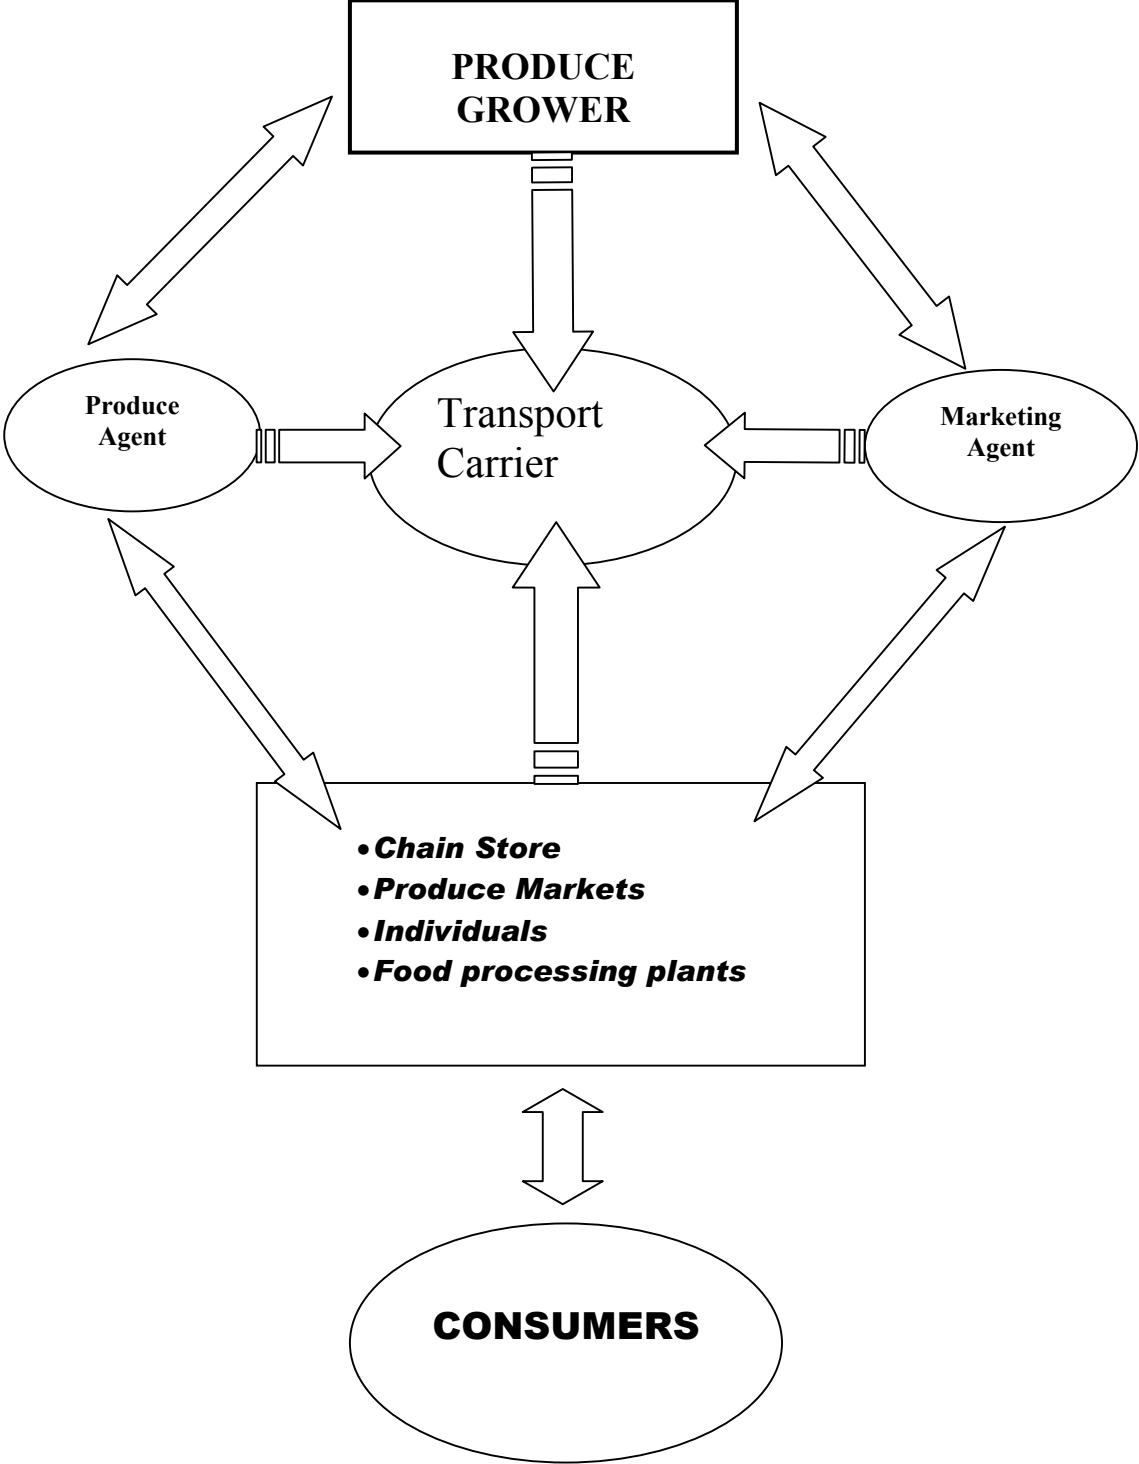 PRODUCE
GROWER
Produce
Agent
Transport
Carrier
Marketing
Agent
• Chain Store
• Produce Markets
• Individuals
• Food processing plants
CONSUMERS